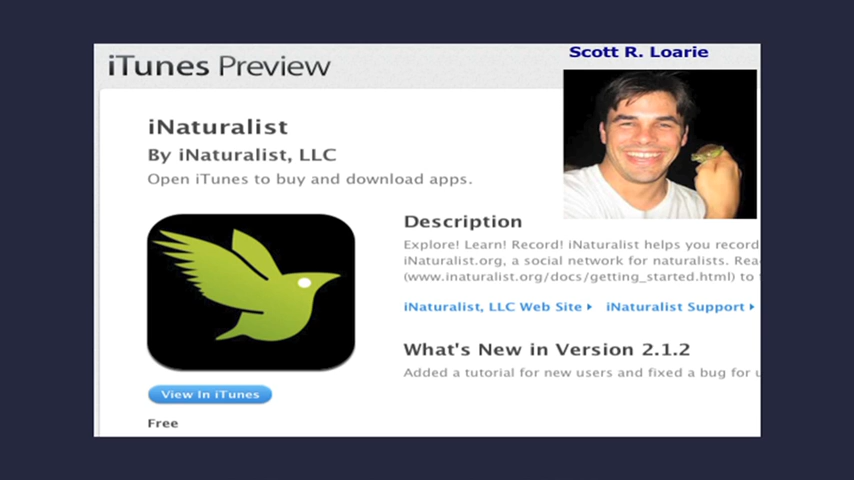 Scott R. Loarie
iTunes Preview
iNaturalist
By iNaturalist, LLC
Open iTunes to buy and download apps.
Description
Explore! Learn! Record! iNaturalist helps you record
iNaturalist.org, a social network for naturalists. Rea
(www.inaturalist.org/docs/getting_started.html) to
iNaturalist, LLC Web Site
iNaturalist Support
What's New in Version 2.1.2
Added a tutorial for new users and fixed a bug for u
View In iTunes
Free